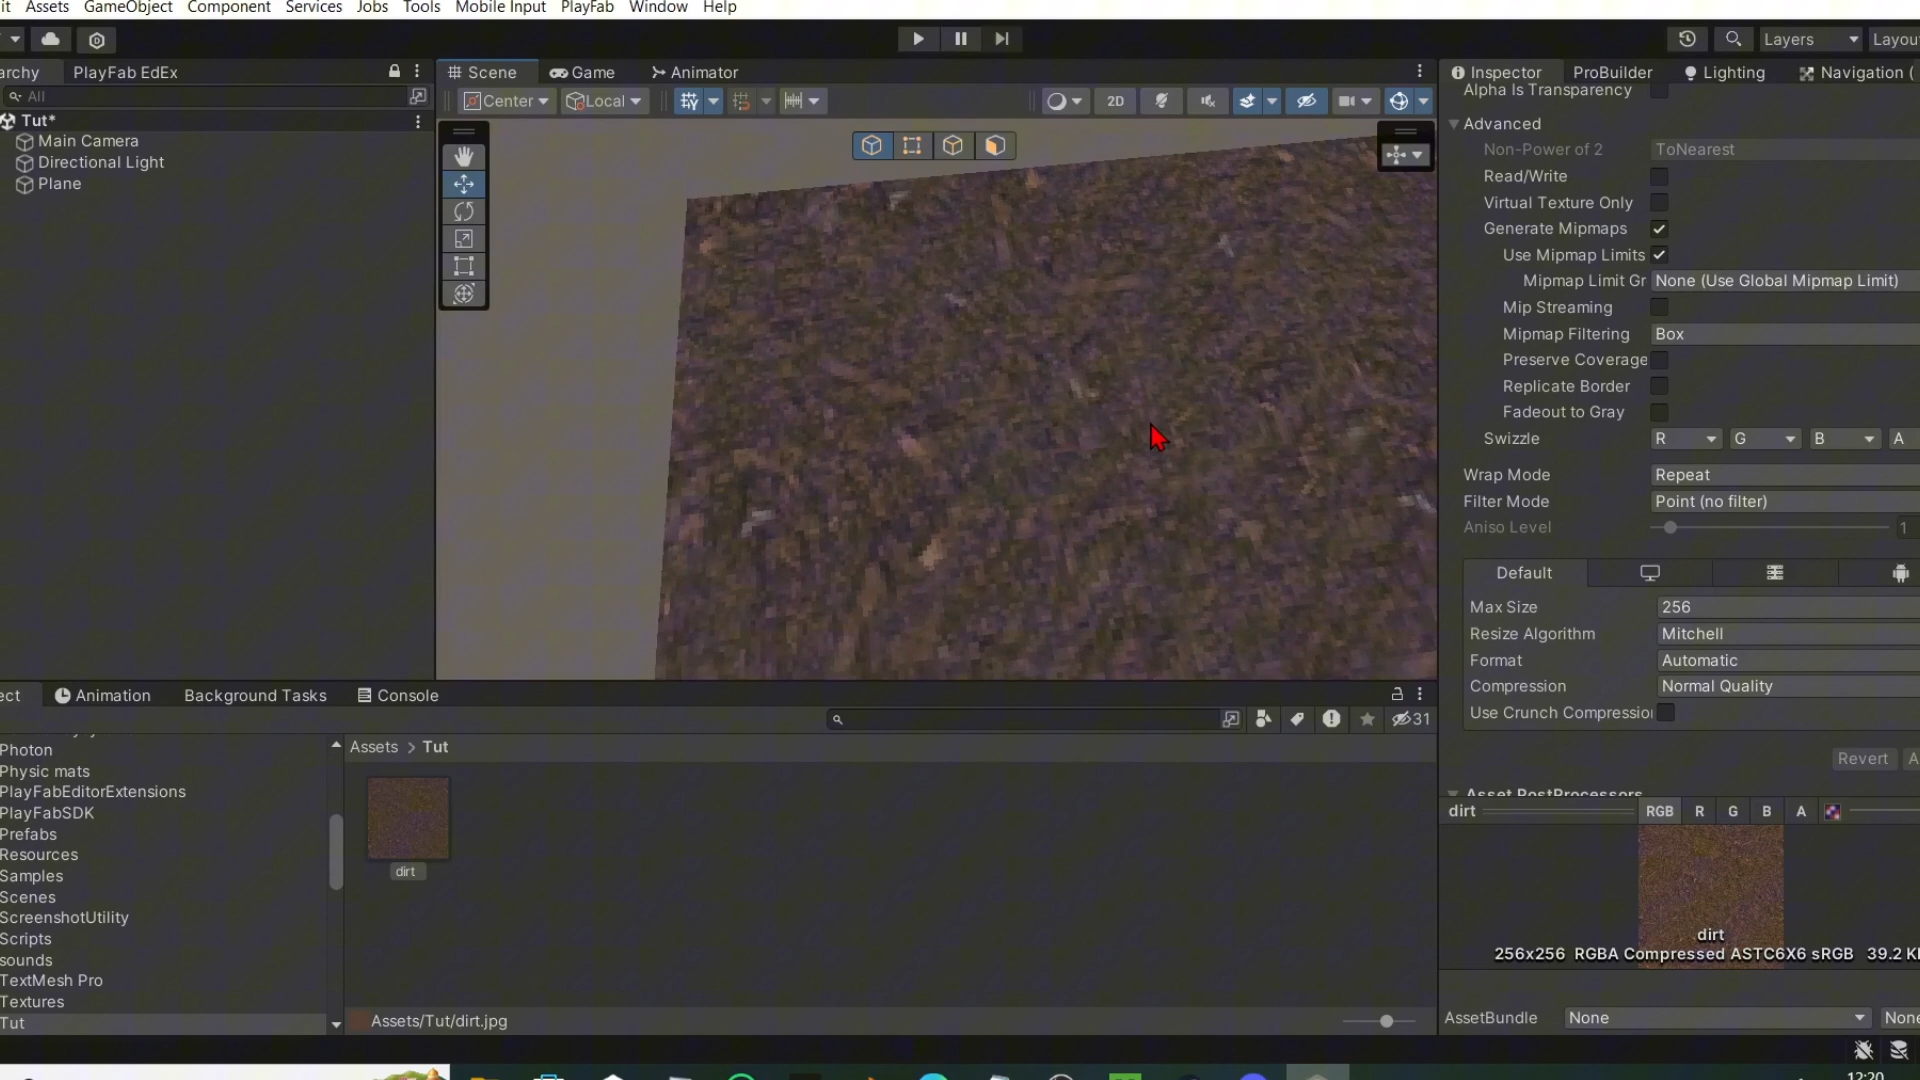 it Assets GameObject Component Services Jobs Tools Mobile Input PlayFab Window Help
Layers Layou
archy PlayFab EdEx
Scene Game Animator
Inspector ProBuilder Lighting Navigation (
All
Center Local 2D
Alpha Is Transparency
Tut*
Main Camera
Directional Light
Plane
Advanced
Non-Power of 2 ToNearest
Read/Write
Virtual Texture Only
Generate Mipmaps
Use Mipmap Limits
Mipmap Limit Gr None (Use Global Mipmap Limit)
Mip Streaming
Mipmap Filtering Box
Preserve Coverage
Replicate Border
Fadeout to Gray
Swizzle R G B A
Wrap Mode Repeat
Filter Mode Point (no filter)
Aniso Level 1
Default
Max Size 256
Resize Algorithm Mitchell
Format Automatic
Compression Normal Quality
Use Crunch Compressio
Revert A
Asset PostProcessors
dirt RGB R G B A
dirt
256x256 RGBA Compressed ASTC6X6 sRGB 39.2 K
AssetBundle None None
ect Animation Background Tasks Console
31
Photon
Physic mats
PlayFabEditorExtensions
PlayFabSDK
Prefabs
Resources
Samples
Scenes
ScreenshotUtility
Scripts
sounds
TextMesh Pro
Textures
Tut
Assets > Tut
dirt
Assets/Tut/dirt.jpg
12:20